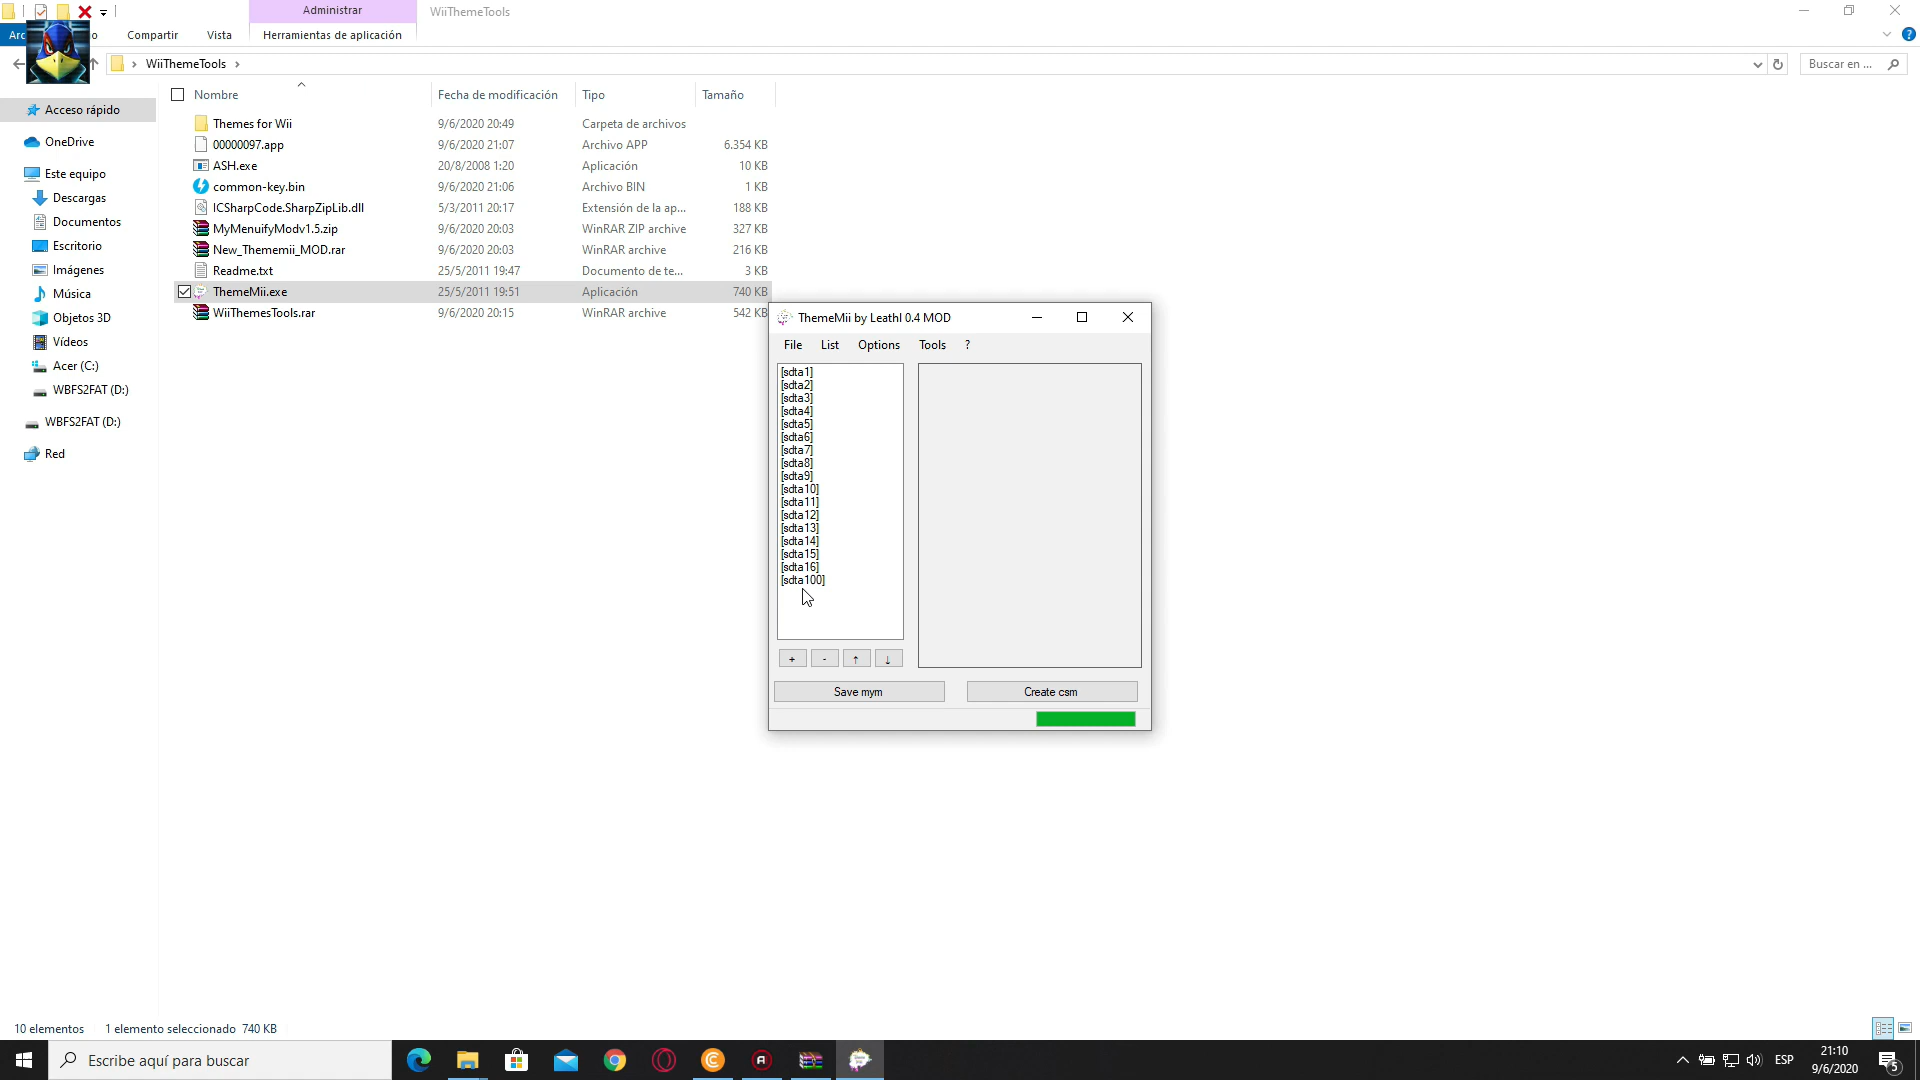 Administrar
WiiThemeTools
Arc o Compartir Vista Herramientas de aplicación
WiiThemeTools
Buscar en ...
Nombre Fecha de modificación Tipo Tamaño
Acceso rápido
OneDrive
Este equipo
Descargas
Documentos
Escritorio
Imágenes
Música
Objetos 3D
Vídeos
Acer (C:)
WBFS2FAT (D:)
WBFS2FAT (D:)
Red
Themes for Wii 9/6/2020 20:49 Carpeta de archivos
00000097.app 9/6/2020 21:07 Archivo APP 6.354 KB
ASH.exe 20/8/2008 1:20 Aplicación 10 KB
common-key.bin 9/6/2020 21:06 Archivo BIN 1 KB
ICSharpCode.SharpZipLib.dll 5/3/2011 20:17 Extensión de la ap... 188 KB
MyMenuifyModv1.5.zip 9/6/2020 20:03 WinRAR ZIP archive 327 KB
New_Thememii_MOD.rar 9/6/2020 20:03 WinRAR archive 216 KB
Readme.txt 25/5/2011 19:47 Documento de te... 3 KB
ThemeMii.exe 25/5/2011 19:51 Aplicación 740 KB
WiiThemesTools.rar 9/6/2020 20:15 WinRAR archive 542 KB
ThemeMii by Leathl 0.4 MOD
File List Options Tools ?
[sdta1]
[sdta2]
[sdta3]
[sdta4]
[sdta5]
[sdta6]
[sdta7]
[sdta8]
[sdta9]
[sdta10]
[sdta11]
[sdta12]
[sdta13]
[sdta14]
[sdta15]
[sdta16]
[sdta100]
+ - ↑ ↓
Save mym Create csm
10 elementos 1 elemento seleccionado 740 KB
Escribe aquí para buscar
ESP
21:10
9/6/2020
5